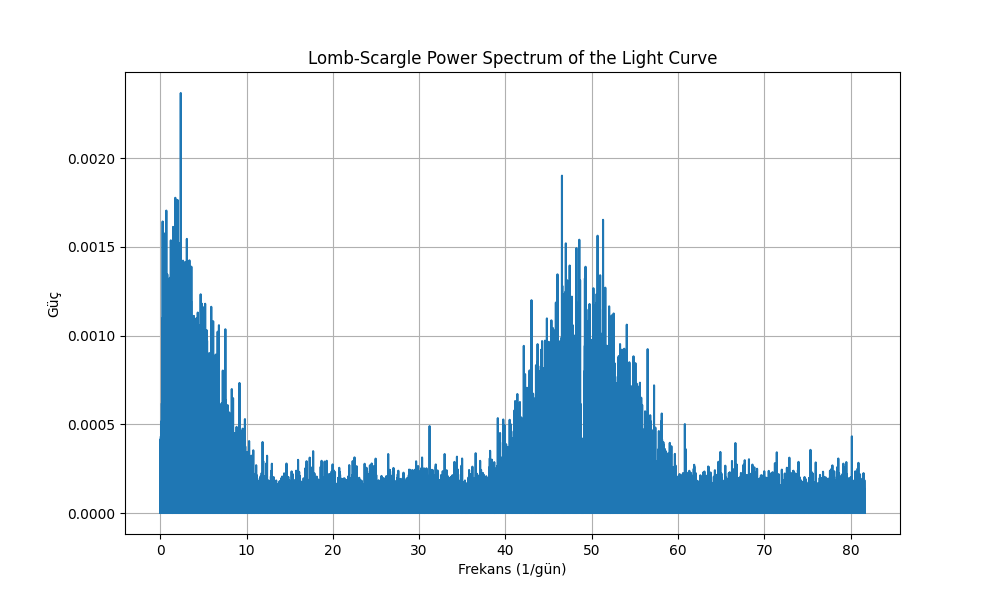 Lomb-Scargle Power Spectrum of the Light Curve
0.0020
0.0015
0.0010
0.0005
0.0000
Güç
0 10 20 30 40 50 60 70 80
Frekans (1/gün)